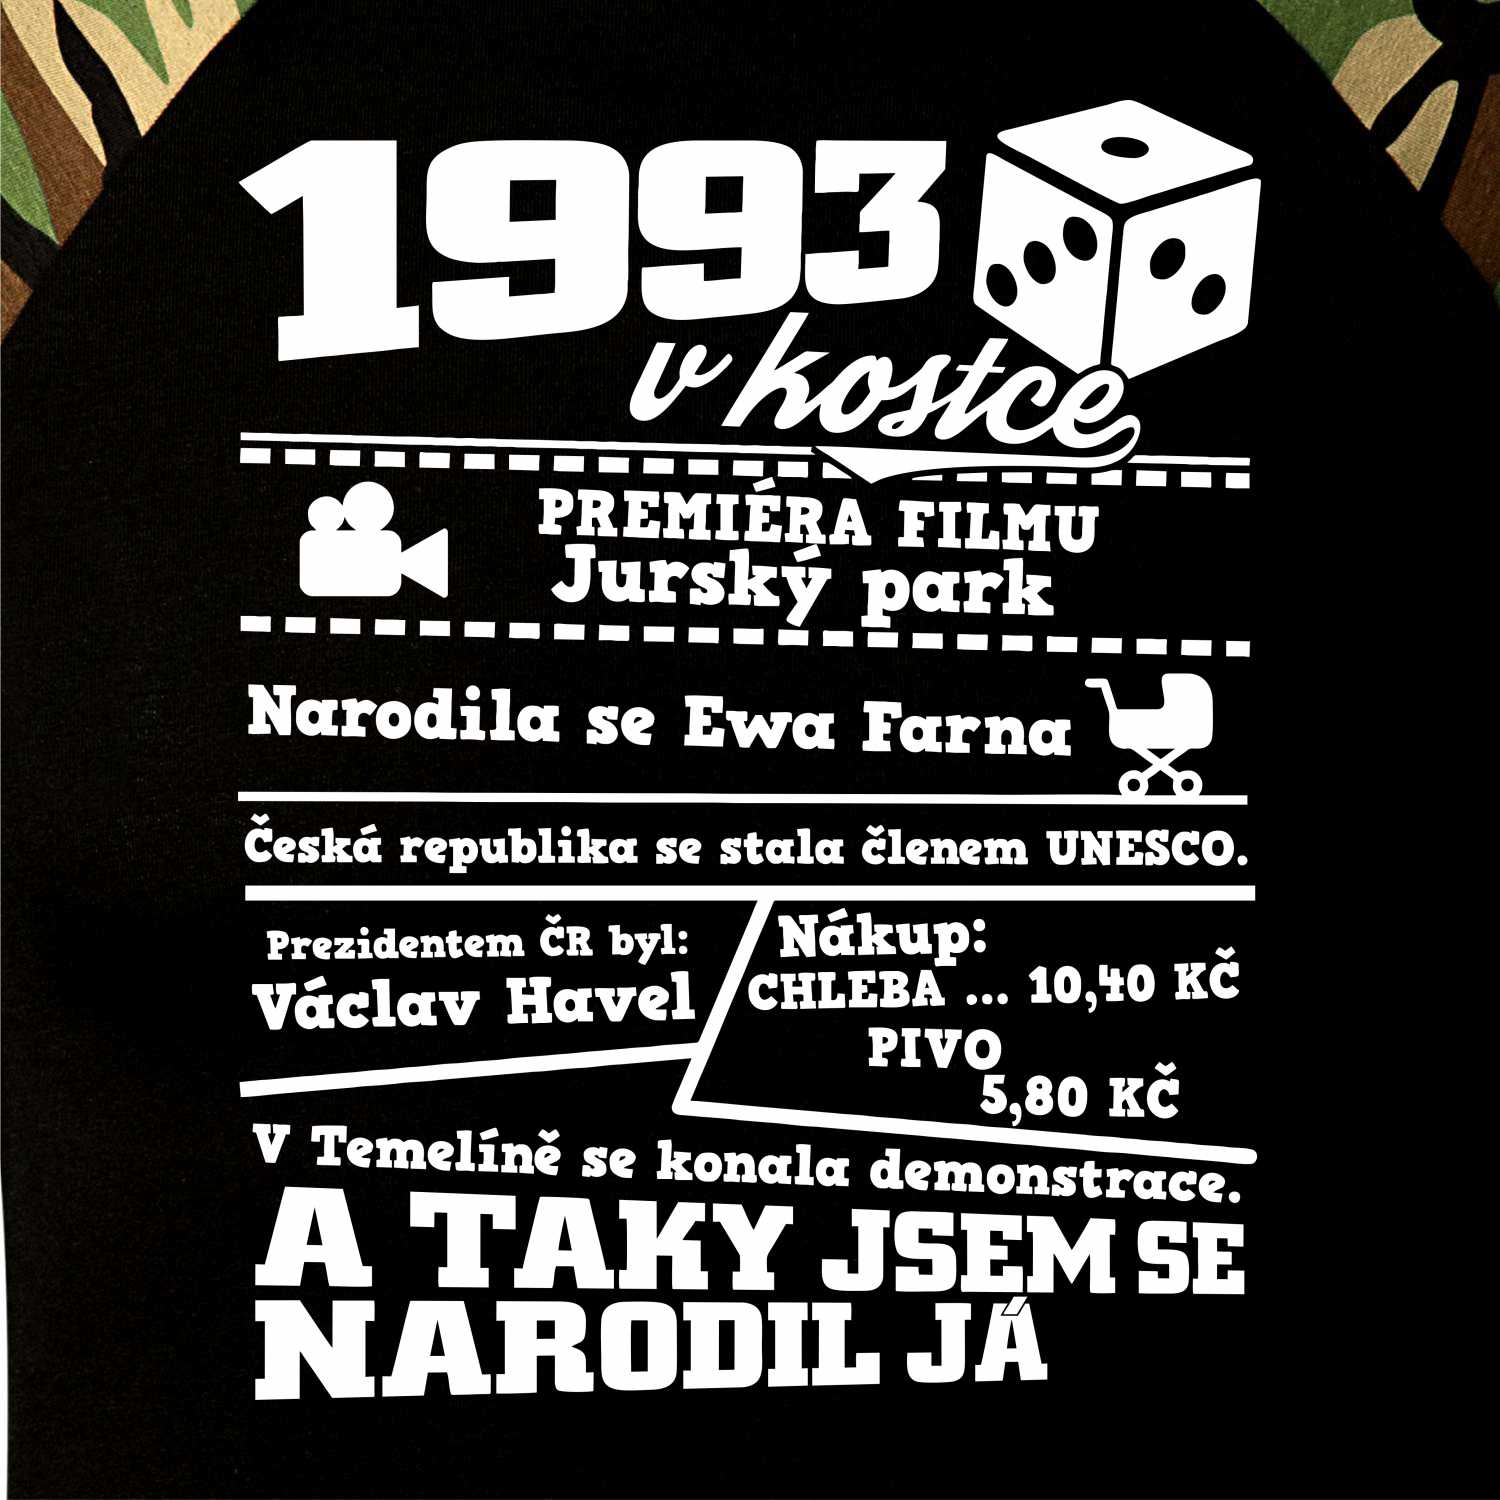 1993
v kostce
PREMIÉRA FILMU
Jurský park
Narodila se Ewa Farna
Česká republika se stala členem UNESCO.
Prezidentem ČR byl:
Václav Havel
Nákup:
CHLEBA ... 10,40 KČ
PIVO
5,80 KČ
V Temelíně se konala demonstrace.
A TAKY JSEM SE
NARODIL JÁ